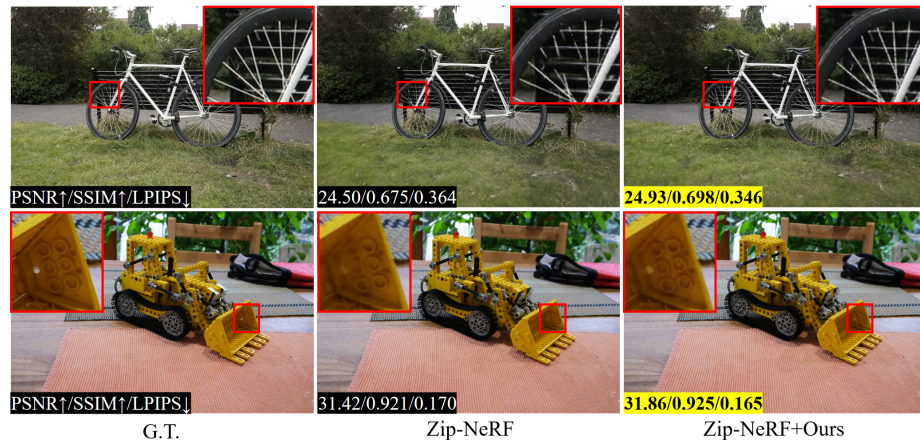 PSNR↑/SSIM↑/LPIPS↓
24.50/0.675/0.364
24.93/0.698/0.346
PSNR↑/SSIM↑/LPIPS↓
31.42/0.921/0.170
31.86/0.925/0.165
G.T.
Zip-NeRF
Zip-NeRF+Ours